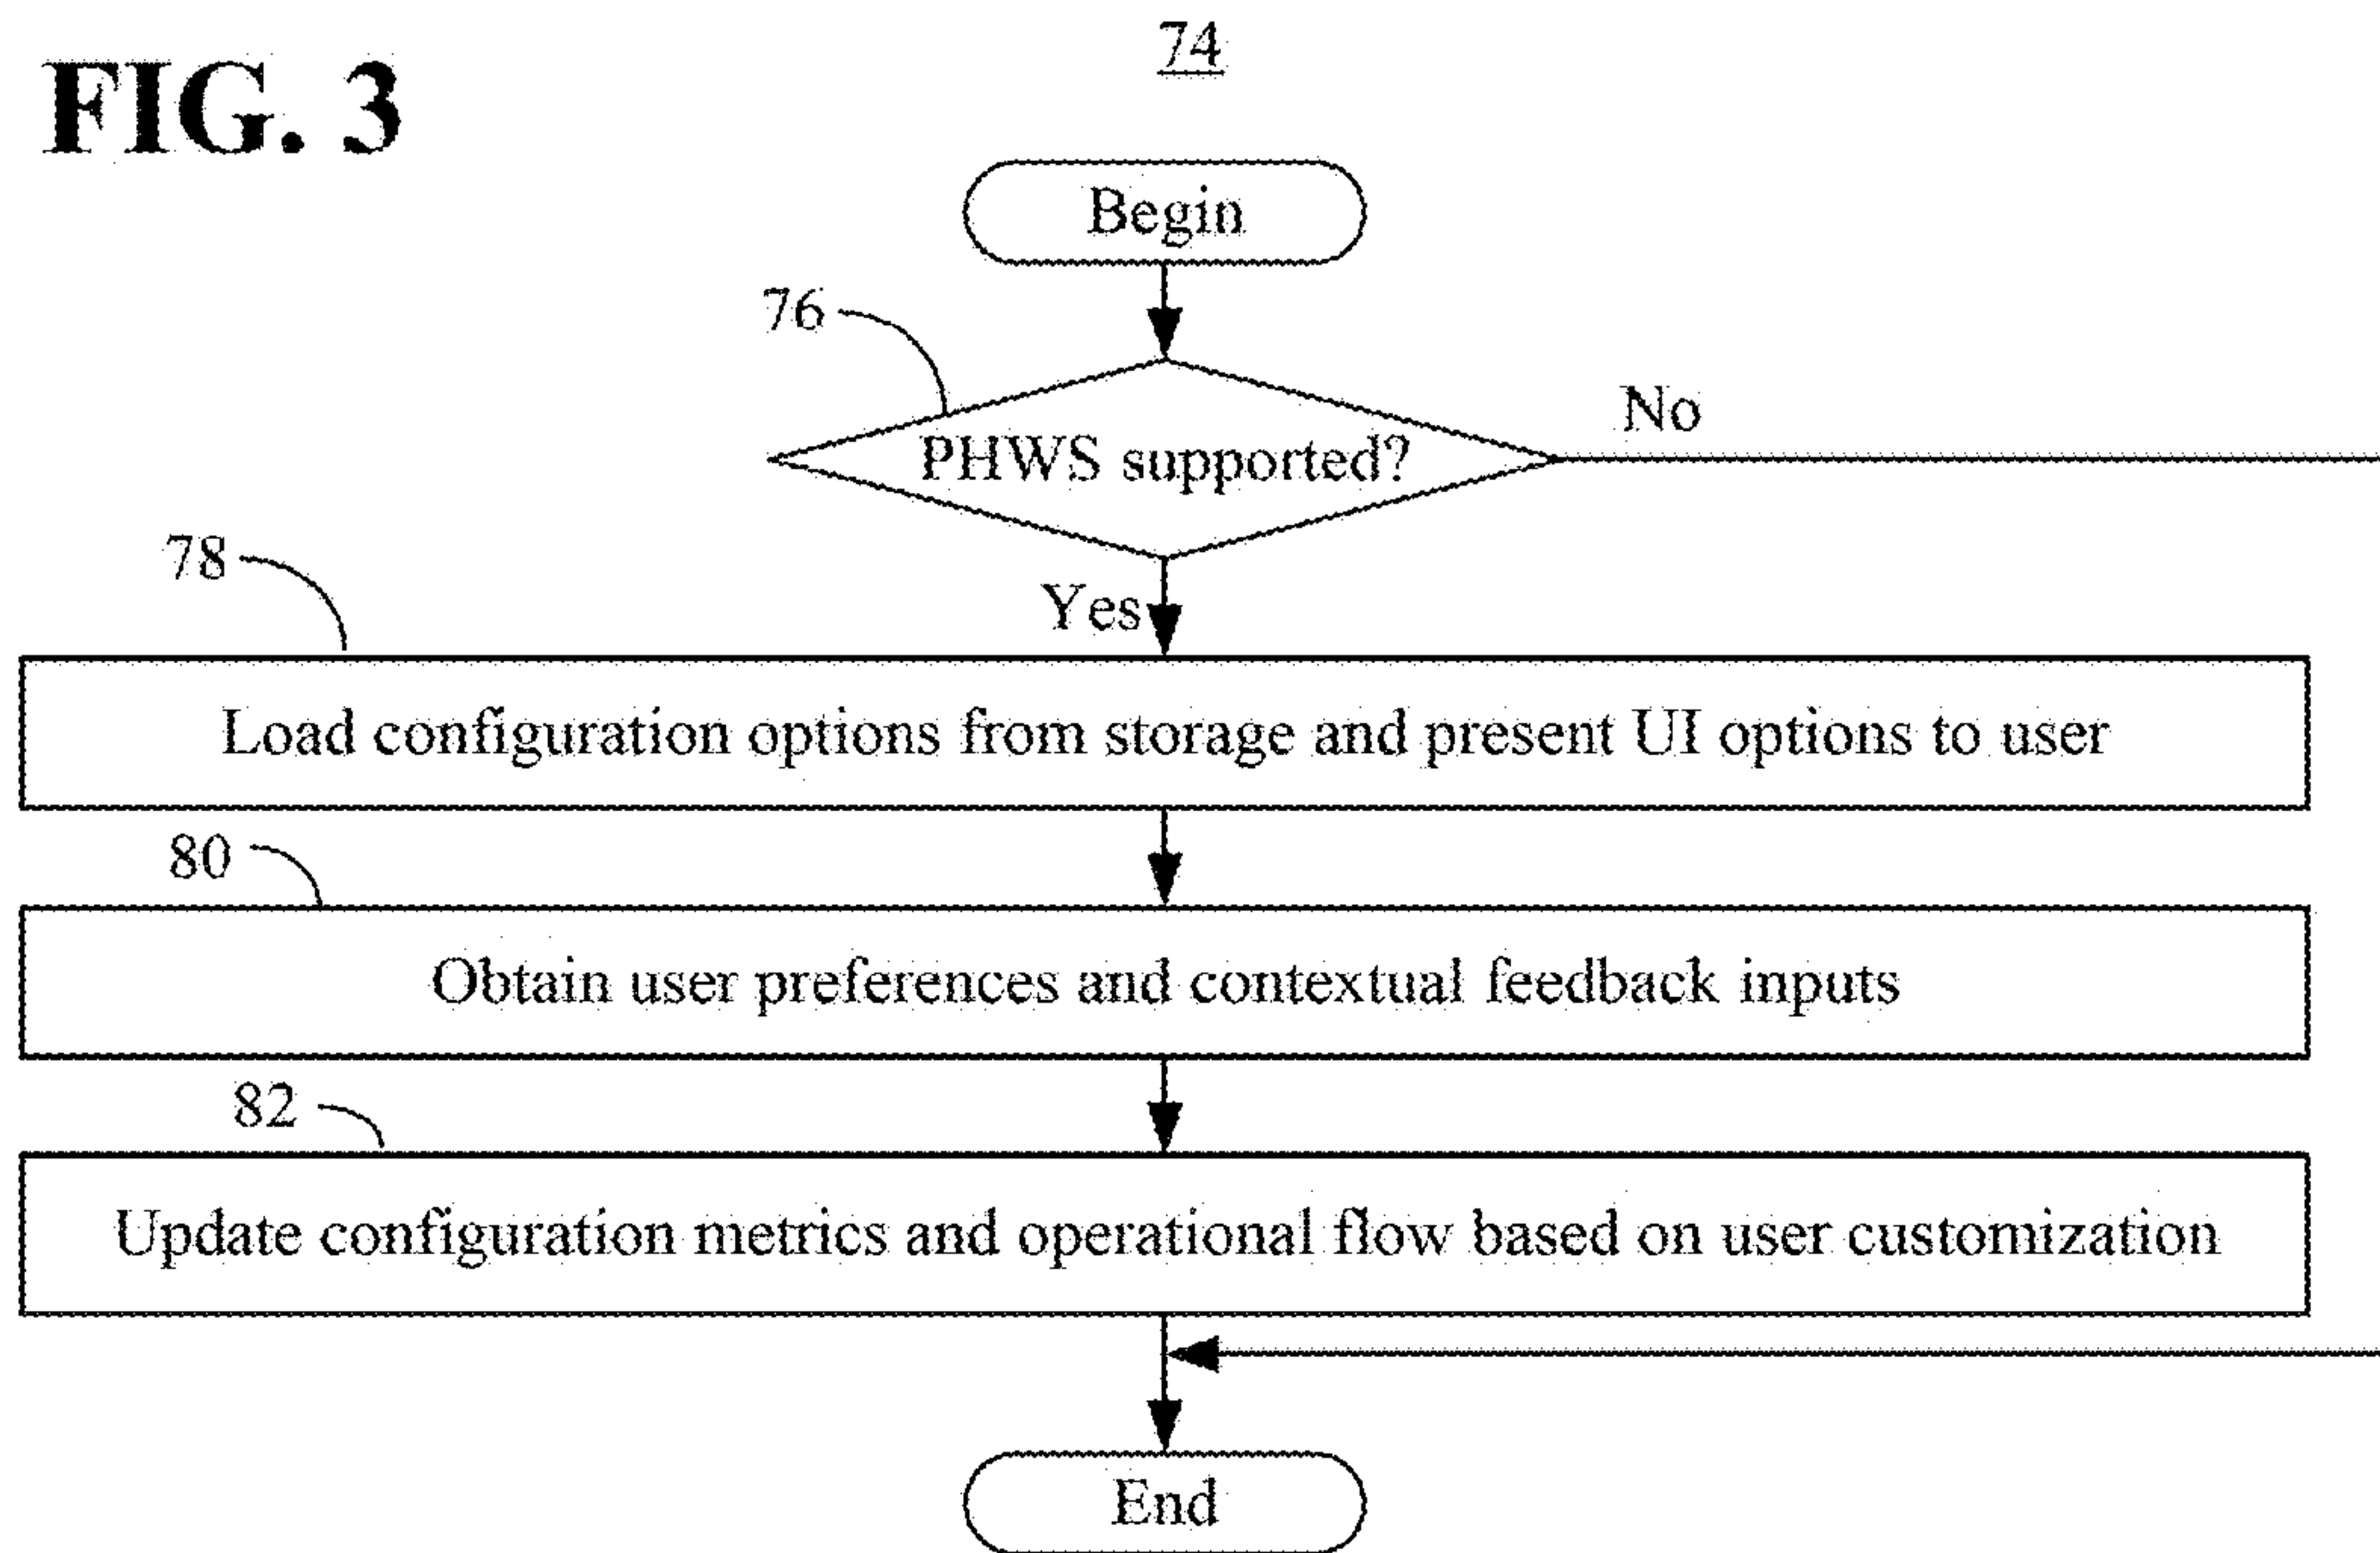 FIG. 3
74
Begin
76
PHWS supported?
No
Yes
78
Load configuration options from storage and present UI options to user
80
Obtain user preferences and contextual feedback inputs
82
Update configuration metrics and operational flow based on user customization
End